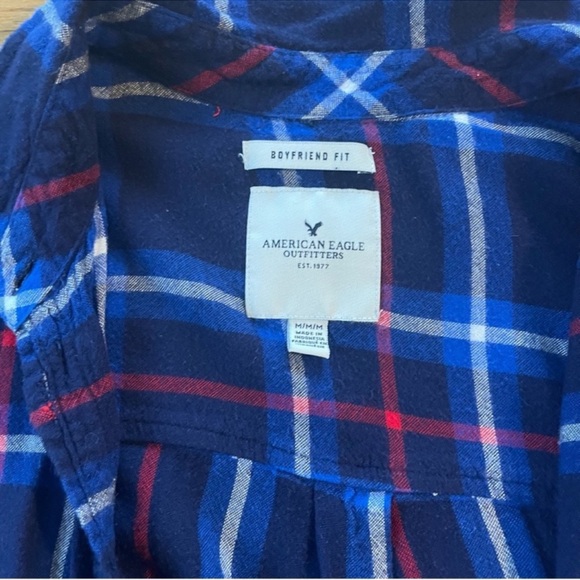 BOYFRIEND FIT
AMERICAN EAGLE
OUTFITTERS
EST. 1977
M/M/M
MADE IN
INDONESIA